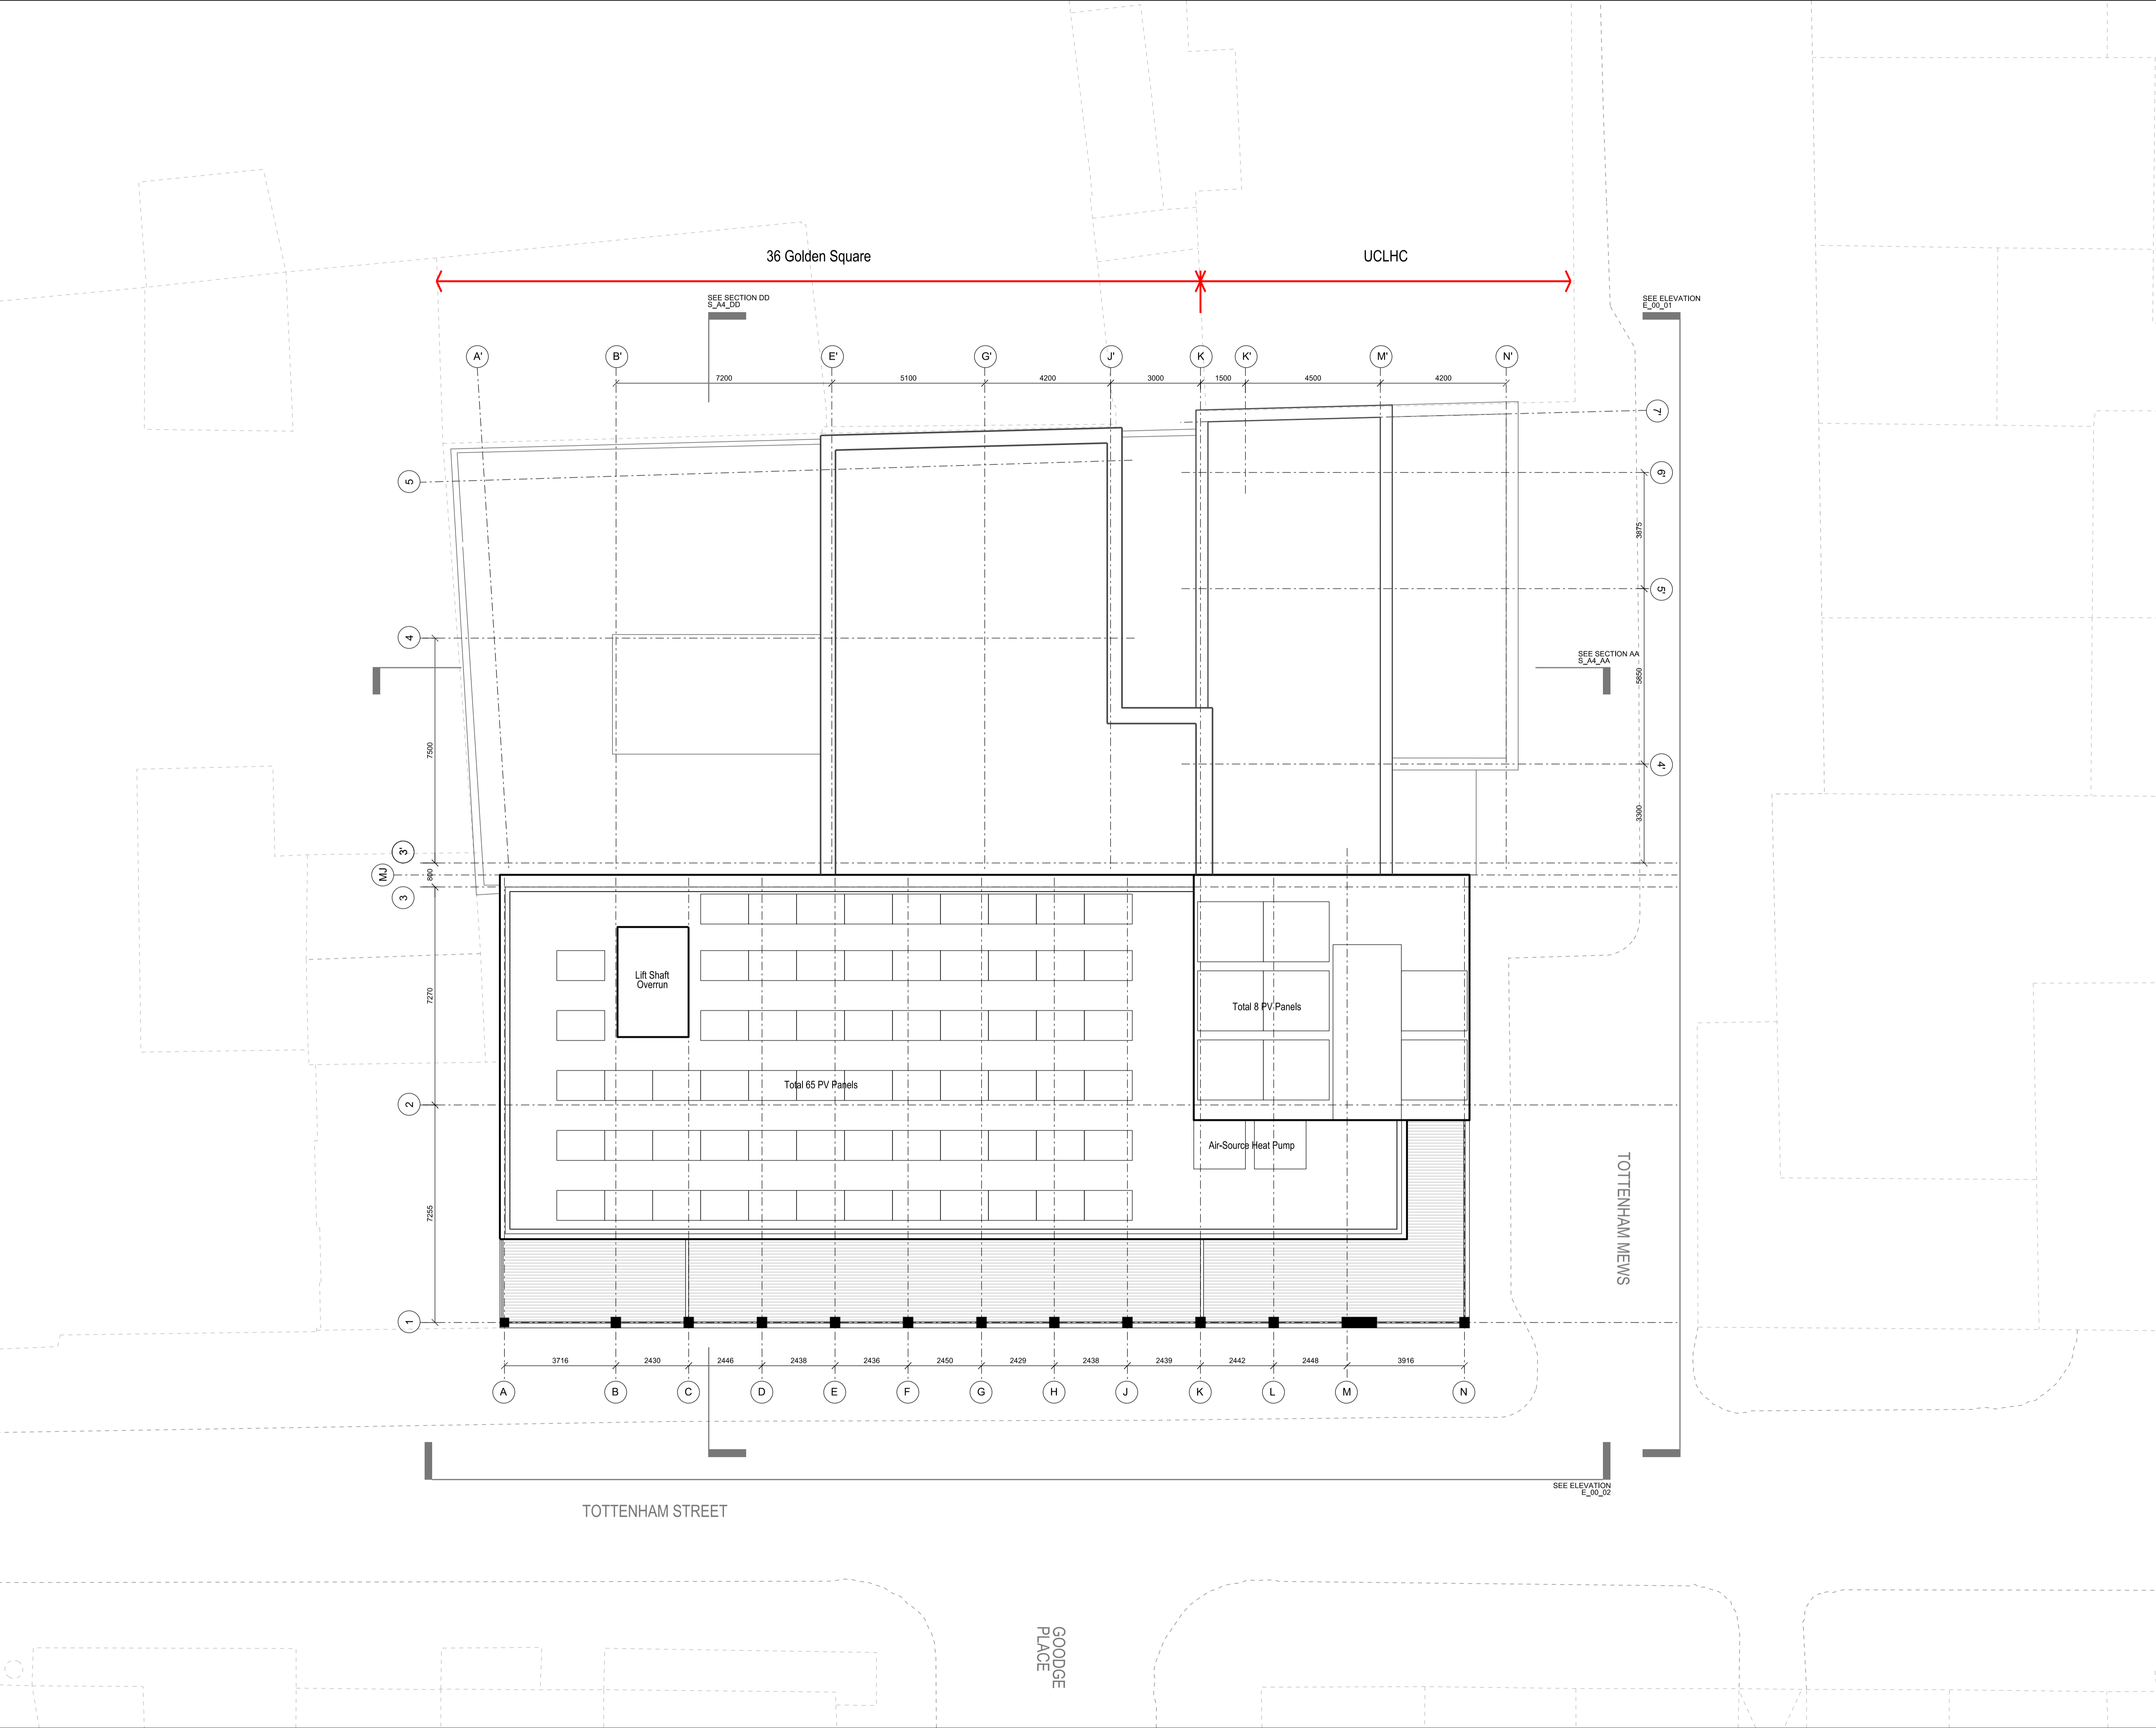 36 Golden Square
UCLHC
SEE SECTION DD
S_A4_DD
SEE ELEVATION
E_00_01
A'
B'
E'
G'
J'
K
K'
M'
N'
7200
5100
4200
3000
1500
4500
4200
7'
6'
5
3875
5'
4
SEE SECTION AA
S_A4_AA
5850
7500
4'
3300
3'
MJ
800
3
Lift Shaft
Overrun
7270
Total 8 PV Panels
Total 65 PV Panels
2
Air-Source Heat Pump
7255
TOTTENHAM MEWS
1
3716
2430
2446
2438
2436
2450
2429
2438
2439
2442
2448
3916
A
B
C
D
E
F
G
H
J
K
L
M
N
SEE ELEVATION
E_00_02
TOTTENHAM STREET
GOODGE
PLACE